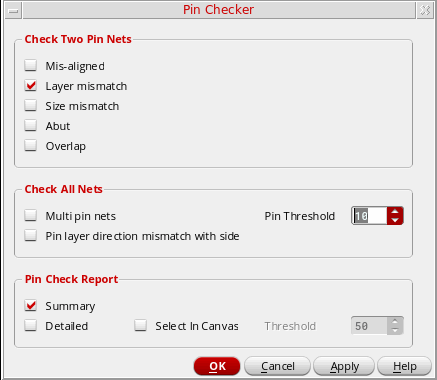 Pin Checker
Check Two Pin Nets
Mis-aligned
Layer mismatch
Size mismatch
Abut
Overlap
Check All Nets
Multi pin nets Pin Threshold 10
Pin layer direction mismatch with side
Pin Check Report
Summary
Detailed Select In Canvas Threshold 50
OK Cancel Apply Help